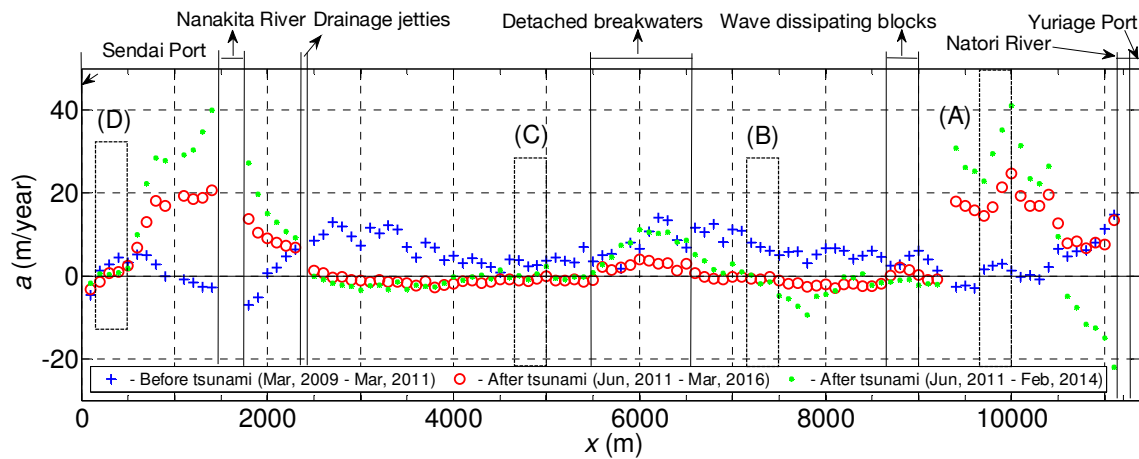 Nanakita River Drainage jetties Detached breakwaters Wave dissipating blocks Yuriage Port
Sendai Port Natori River
40
20
0
-20
a (m/year)
(D)
(C)
(B)
(A)
+ - Before tsunami (Mar, 2009 - Mar, 2011) o - After tsunami (Jun, 2011 - Mar, 2016) • - After tsunami (Jun, 2011 - Feb, 2014)
0 2000 4000 6000 8000 10000
x (m)